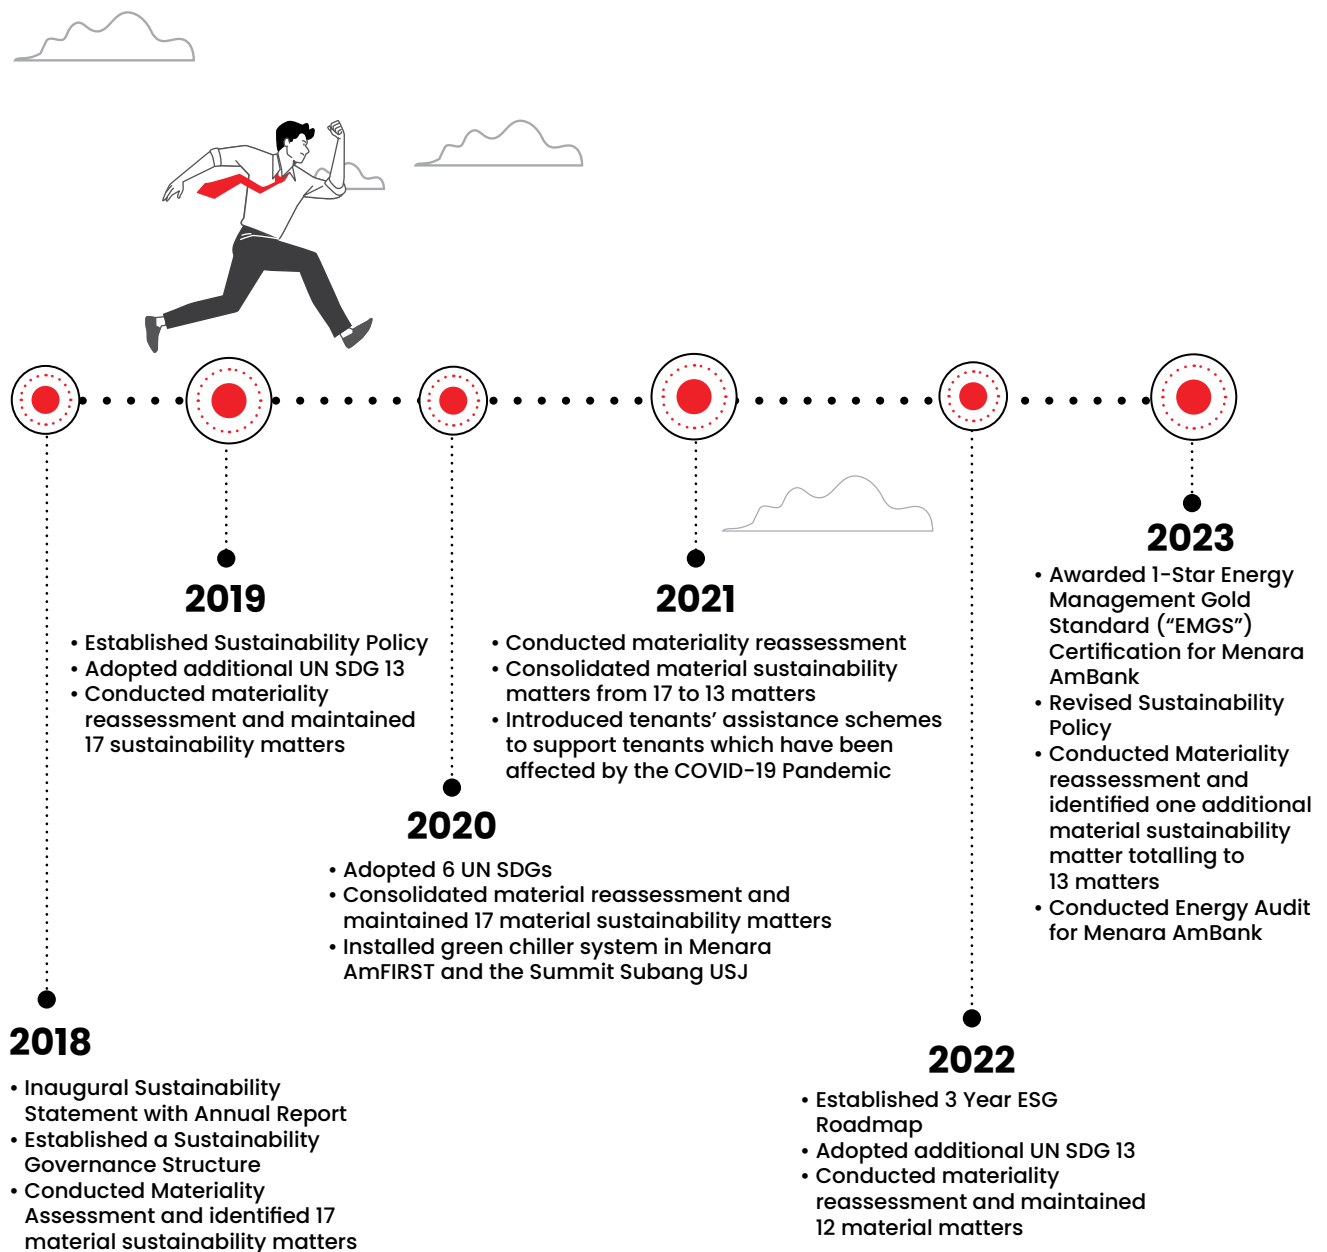 2018
• Inaugural Sustainability
Statement with Annual Report
• Established a Sustainability
Governance Structure
• Conducted Materiality
Assessment and identified 17
material sustainability matters
2019
• Established Sustainability Policy
• Adopted additional UN SDG 13
• Conducted materiality
reassessment and maintained
17 sustainability matters
2020
• Adopted 6 UN SDGs
• Consolidated material reassessment and
maintained 17 material sustainability matters
• Installed green chiller system in Menara
AmFIRST and the Summit Subang USJ
2021
• Conducted materiality reassessment
• Consolidated material sustainability
matters from 17 to 13 matters
• Introduced tenants’ assistance schemes
to support tenants which have been
affected by the COVID-19 Pandemic
2022
• Established 3 Year ESG
Roadmap
• Adopted additional UN SDG 13
• Conducted materiality
reassessment and maintained
12 material matters
2023
• Awarded 1-Star Energy
Management Gold
Standard (“EMGS”)
Certification for Menara
AmBank
• Revised Sustainability
Policy
• Conducted Materiality
reassessment and
identified one additional
material sustainability
matter totalling to
13 matters
• Conducted Energy Audit
for Menara AmBank